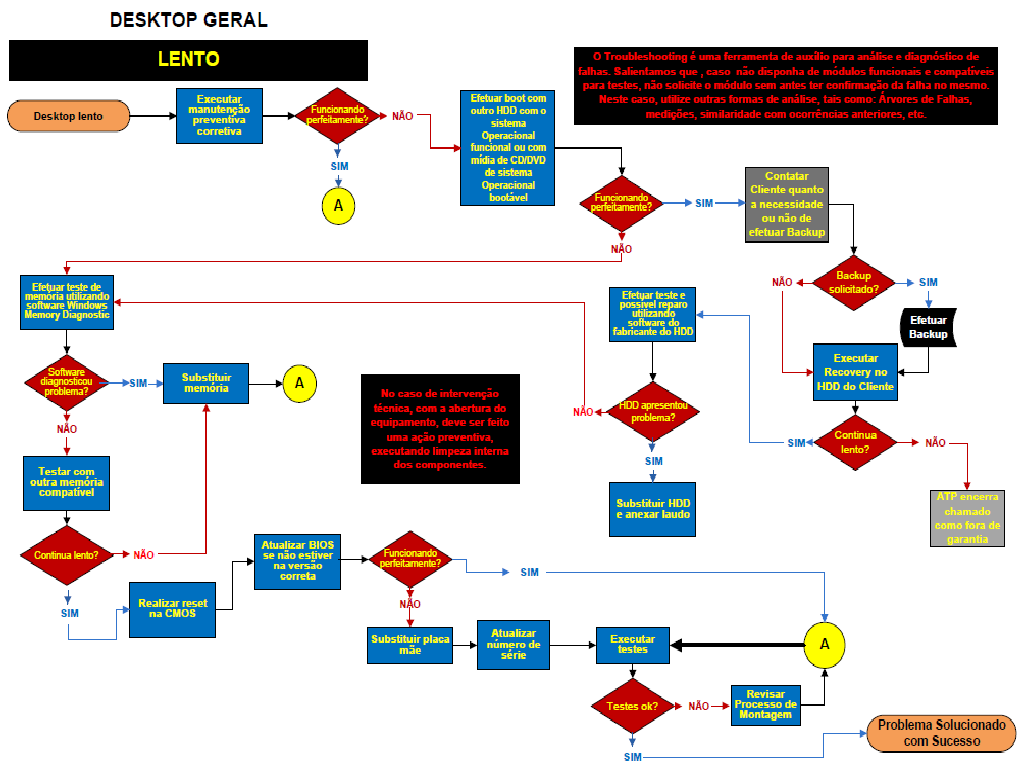 DESKTOP GERAL
LENTO
O Troubleshooting é uma ferramenta de auxílio para análise e diagnóstico de
falhas. Salientamos que , caso não disponha de módulos funcionais e compatíveis
para testes, não solicite o módulo sem antes ter confirmação da falha no mesmo.
Neste caso, utilize outras formas de análise, tais como: Árvores de Falhas,
medições, similaridade com ocorrências anteriores, etc.
Desktop lento
Executar
manutenção
preventiva
corretiva
Funcionando
perfeitamente?
NÃO
SIM
A
Efetuar boot com
outro HDD com o
sistema
Operacional
funcional ou com
mídia de CD/DVD
de sistema
Operacional
bootável
Funcionando
perfeitamente?
SIM
NÃO
Contatar
Cliente quanto
a necessidade
ou não de
efetuar Backup
Backup
solicitado?
NÃO
SIM
Efetuar
Backup
Executar
Recovery no
HDD do Cliente
Continua
lento?
SIM
NÃO
ATP encerra
chamado
como fora de
garantia
Efetuar teste e
possível reparo
utilizando
software do
fabricante do HDD
HDD apresentou
problema?
NÃO
SIM
Substituir HDD
e anexar laudo
Efetuar teste de
memória utilizando
software Windows
Memory Diagnostic
Software
diagnosticou
problema?
SIM
Substituir
memória
A
NÃO
No caso de intervenção
técnica, com a abertura do
equipamento, deve ser feito
uma ação preventiva,
executando limpeza interna
dos componentes.
Testar com
outra memória
compatível
Continua lento?
NÃO
SIM
Realizar reset
na CMOS
Atualizar BIOS
se não estiver
na versão
correta
Funcionando
perfeitamente?
SIM
NÃO
Substituir placa
mãe
Atualizar
número de
série
Executar
testes
A
Testes ok?
NÃO
Revisar
Processo de
Montagem
SIM
Problema Solucionado
com Sucesso